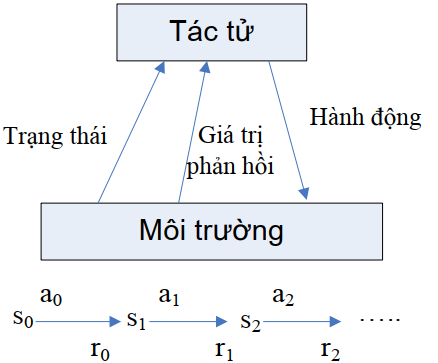 Tác tử
Trạng thái
Giá trị
phản hồi
Hành động
Môi trường
a₀ a₁ a₂
s₀ s₁ s₂ .....
r₀ r₁ r₂